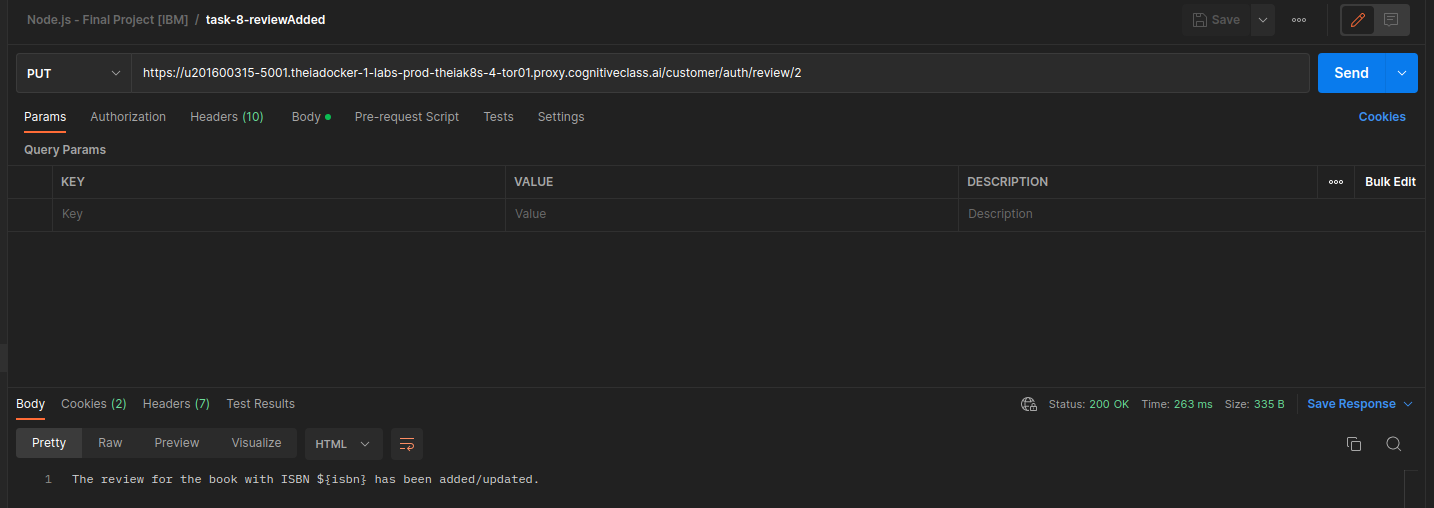 Node.js - Final Project [IBM] / task-8-reviewAdded
Save
PUT
https://u201600315-5001.theiadocker-1-labs-prod-theiak8s-4-tor01.proxy.cognitiveclass.ai/customer/auth/review/2
Send
Params Authorization Headers (10) Body Pre-request Script Tests Settings Cookies
Query Params
KEY VALUE DESCRIPTION Bulk Edit
Key Value Description
Body Cookies (2) Headers (7) Test Results Status: 200 OK Time: 263 ms Size: 335 B Save Response
Pretty Raw Preview Visualize HTML
1 The review for the book with ISBN ${isbn} has been added/updated.